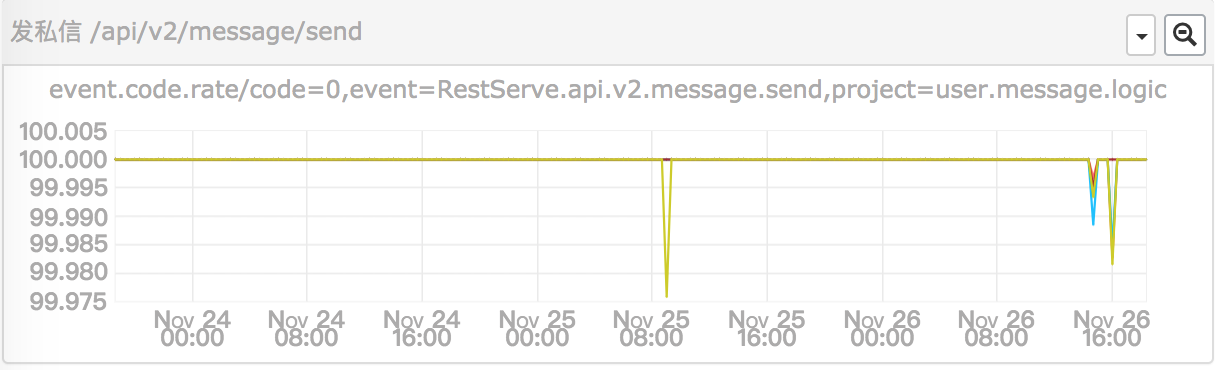 发私信 /api/v2/message/send
event.code.rate/code=0,event=RestServe.api.v2.message.send,project=user.message.logic
100.005
100.000
99.995
99.990
99.985
99.980
99.975
Nov 24 00:00
Nov 24 08:00
Nov 24 16:00
Nov 25 00:00
Nov 25 08:00
Nov 25 16:00
Nov 26 00:00
Nov 26 08:00
Nov 26 16:00